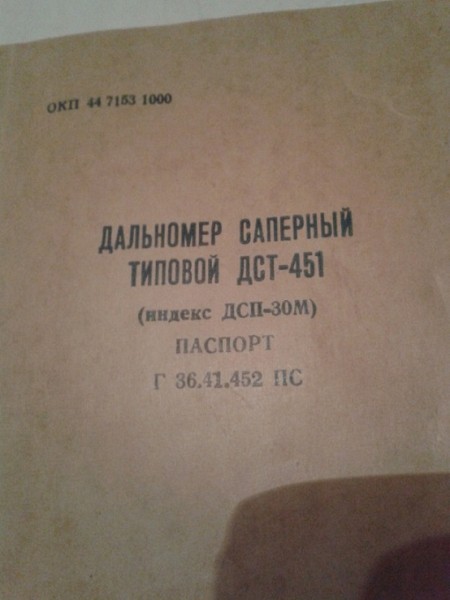 ОКП 44 7153 1000
ДАЛЬНОМЕР САПЕРНЫЙ
ТИПОВОЙ ДСТ-451
(индекс ДСП-30М)
ПАСПОРТ
Г 36.41.452 ПС